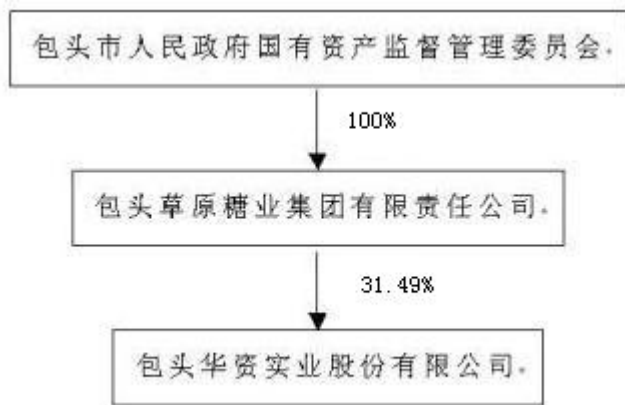 包头市人民政府国有资产监督管理委员会
100%
包头草原糖业集团有限责任公司
31.49%
包头华资实业股份有限公司